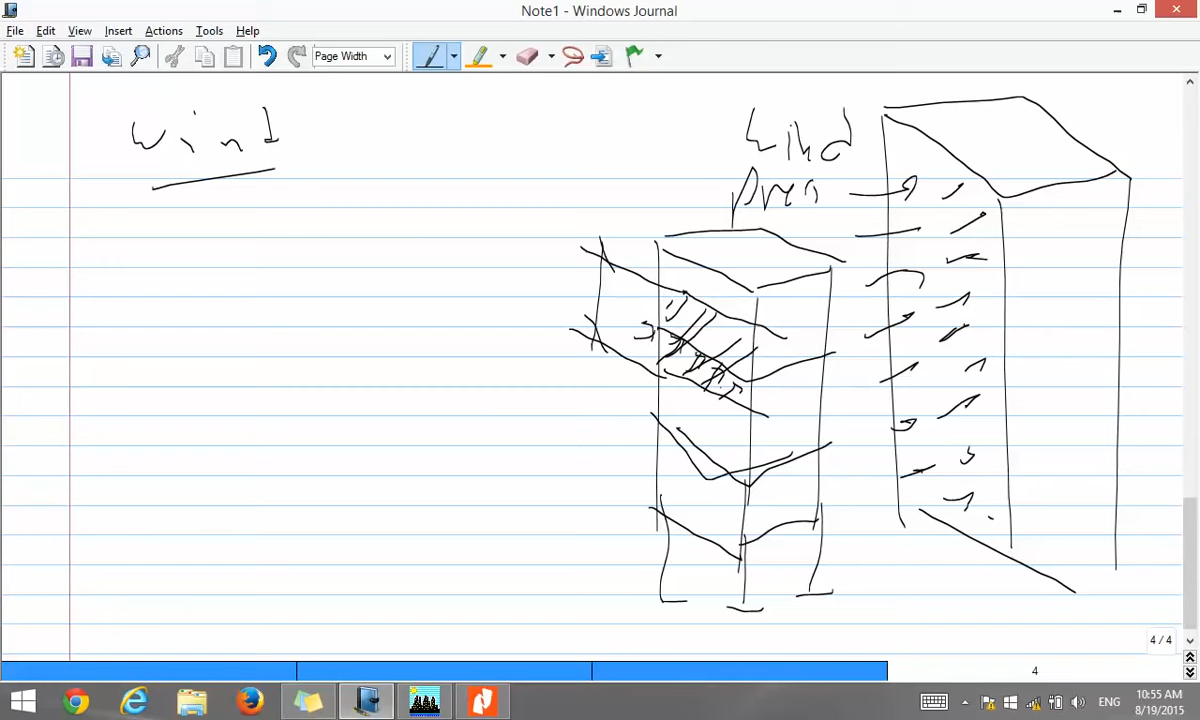 Note1 - Windows Journal
File Edit View Insert Actions Tools Help
Page Width
Wind
Wind
Area
4 / 4
4
ENG
10:55 AM
8/19/2015